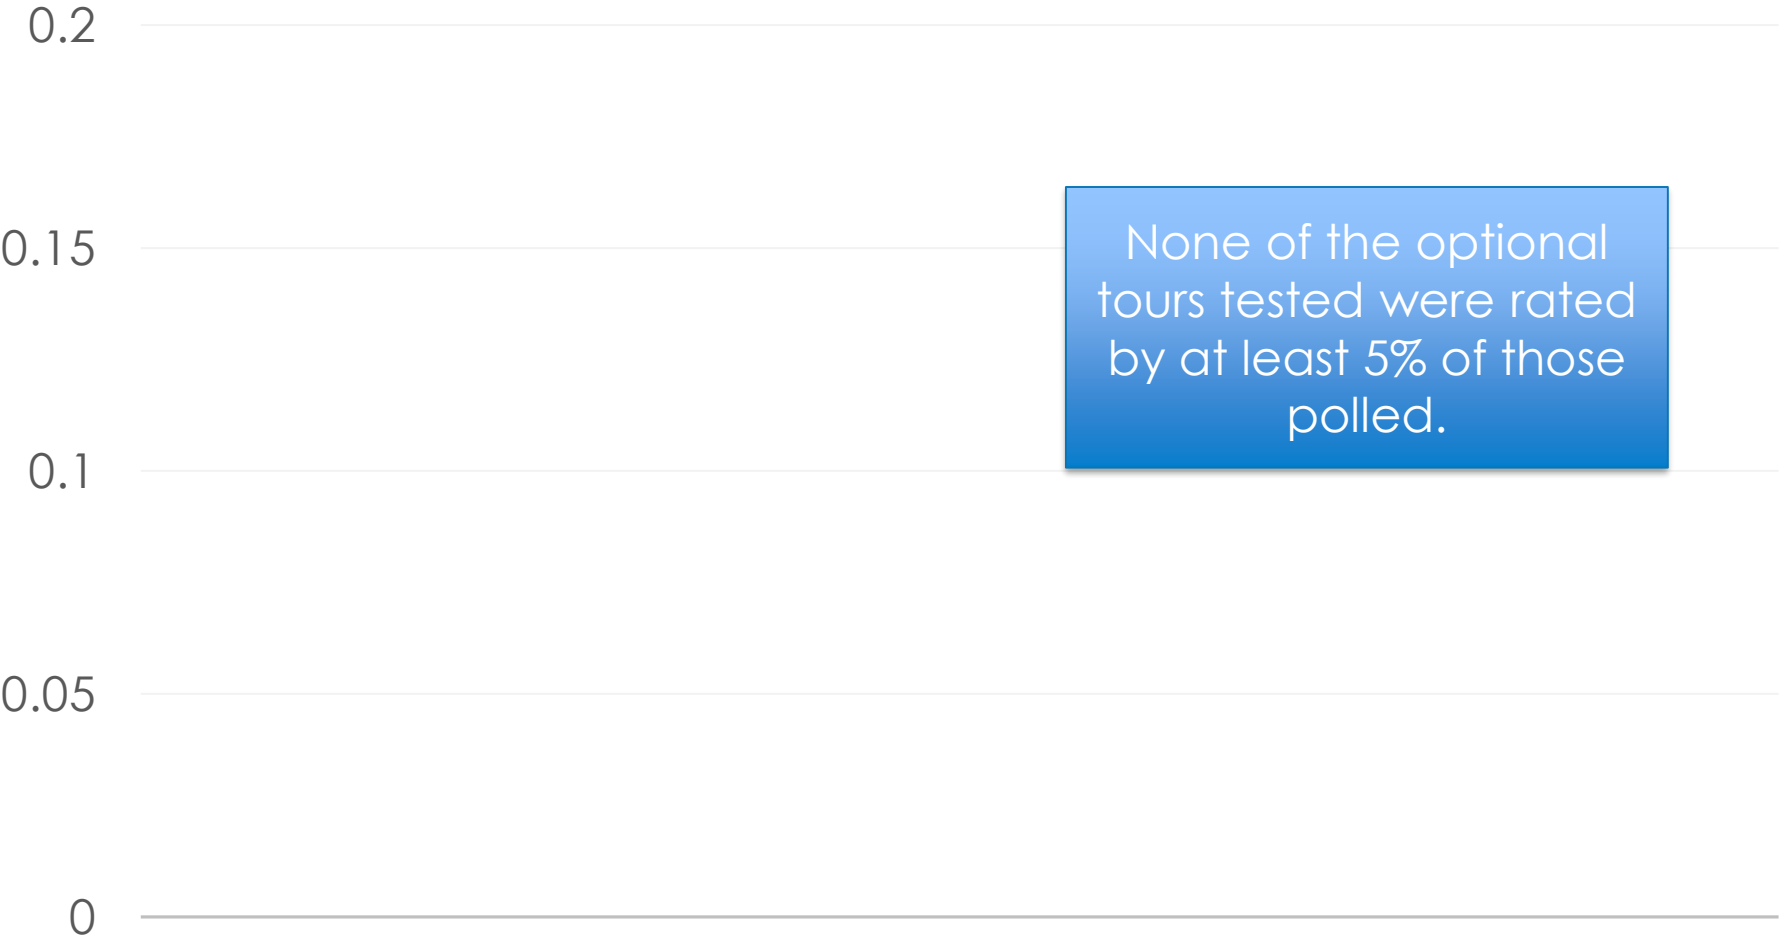 0.2
0.15
0.1
0.05
0
None of the optional
tours tested were rated
by at least 5% of those
polled.